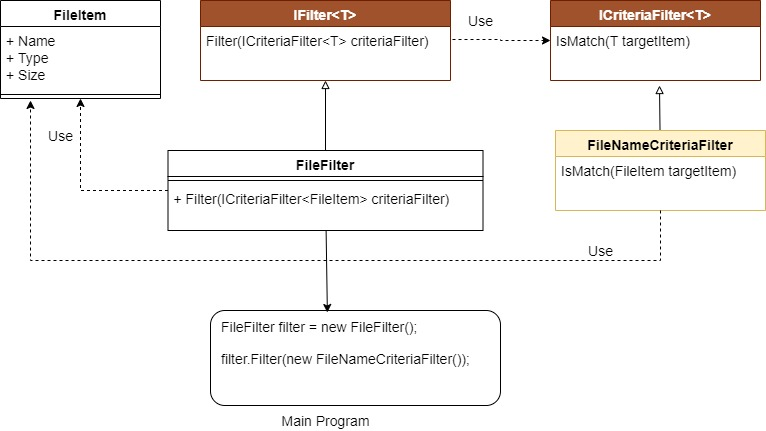 FileItem
+ Name
+ Type
+ Size
IFilter<T>
Filter(ICriteriaFilter<T> criteriaFilter)
Use
ICriteriaFilter<T>
IsMatch(T targetItem)
Use
FileFilter
+ Filter(ICriteriaFilter<FileItem> criteriaFilter)
FileNameCriteriaFilter
IsMatch(FileItem targetItem)
Use
FileFilter filter = new FileFilter();
filter.Filter(new FileNameCriteriaFilter());
Main Program